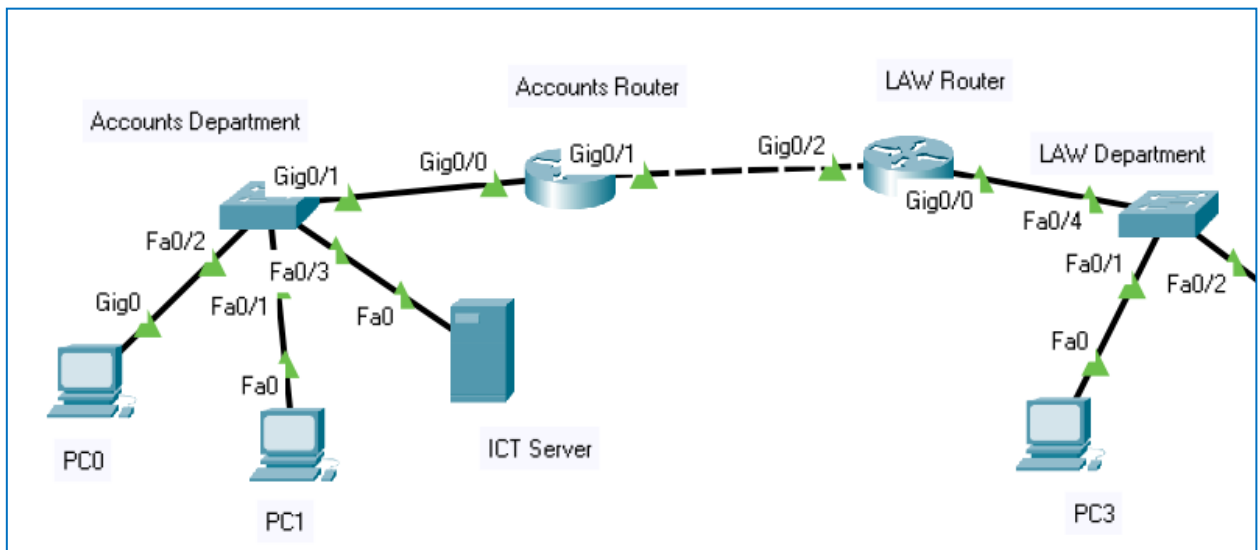 LAW Router
Accounts Router
Accounts Department
LAW Department
Gig0/1
Gig0/0
Gig0/1
Gig0/2
Gig0/0
Fa0/4
Fa0/2
Fa0/3
Fa0/1
Fa0/1
Fa0/2
Gig0
Fa0
Fa0
Fa0
PC0
PC1
ICT Server
PC3